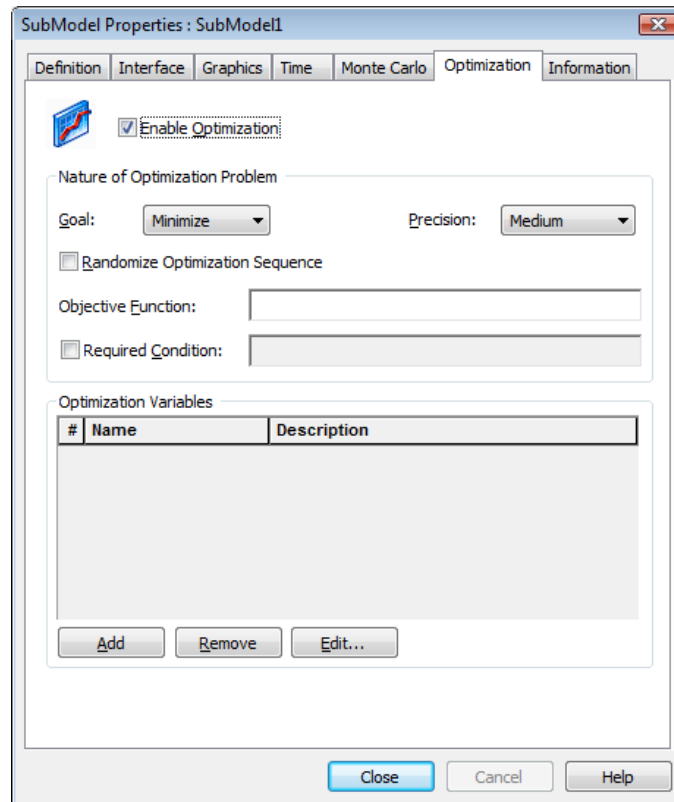 SubModel Properties : SubModel1
Definition Interface Graphics Time Monte Carlo Optimization Information
Enable Optimization
Nature of Optimization Problem
Goal: Minimize Precision: Medium
Randomize Optimization Sequence
Objective Function:
Required Condition:
Optimization Variables
# Name Description
Add Remove Edit...
Close Cancel Help